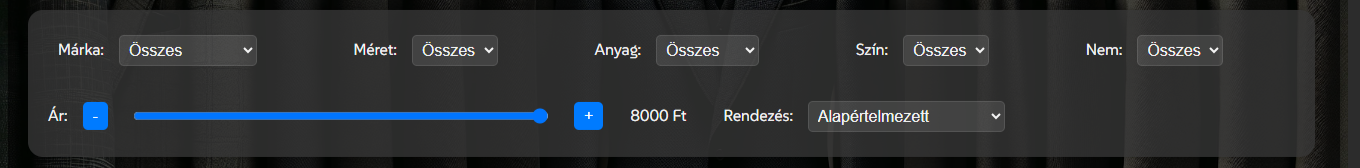 Márka: Összes Méret: Összes Anyag: Összes Szín: Összes Nem: Összes
Ár: - + 8000 Ft Rendezés: Alapértelmezett